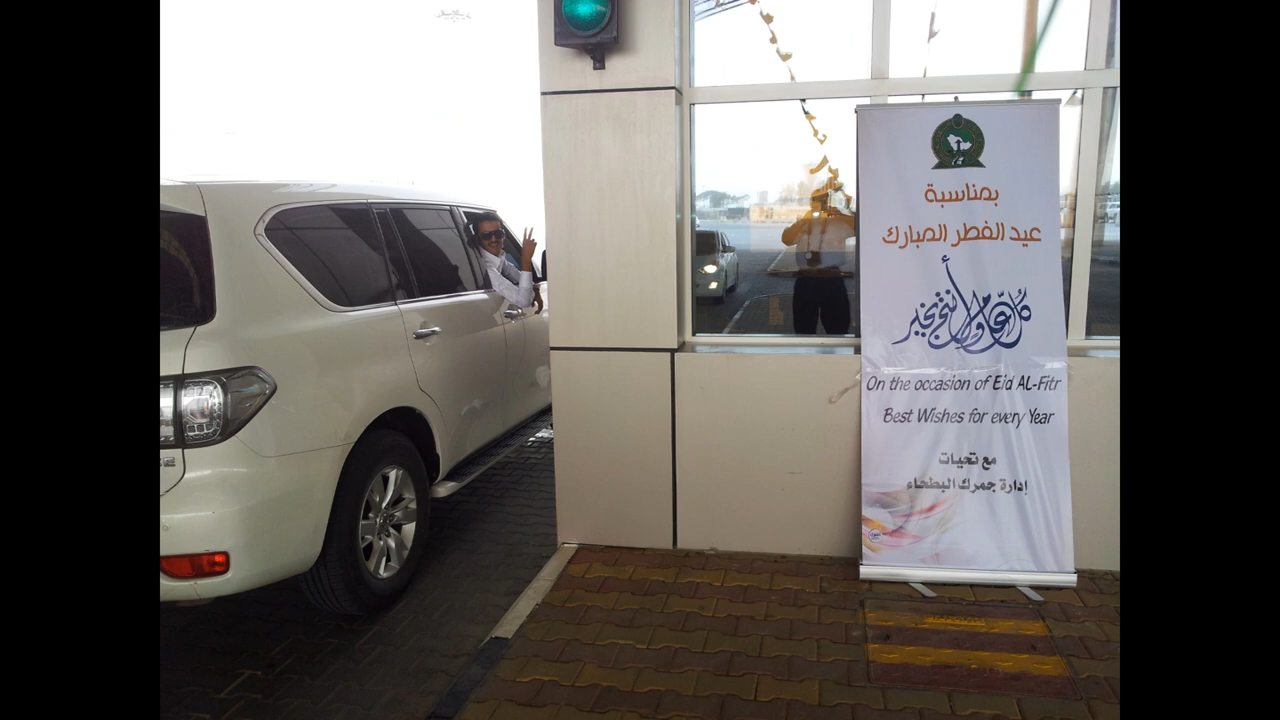 بمناسبة
عيد الفطر المبارك
كل عام وأنتم بخير
On the occasion of Eid AL-Fitr
Best Wishes for every Year
مع تحيات
إدارة جمرك البطحاء